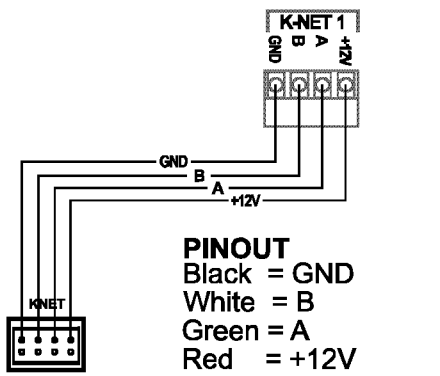 K-NET 1
GND B A +12V
GND
B
A
+12V
PINOUT
Black = GND
White = B
Green = A
Red = +12V
KNET